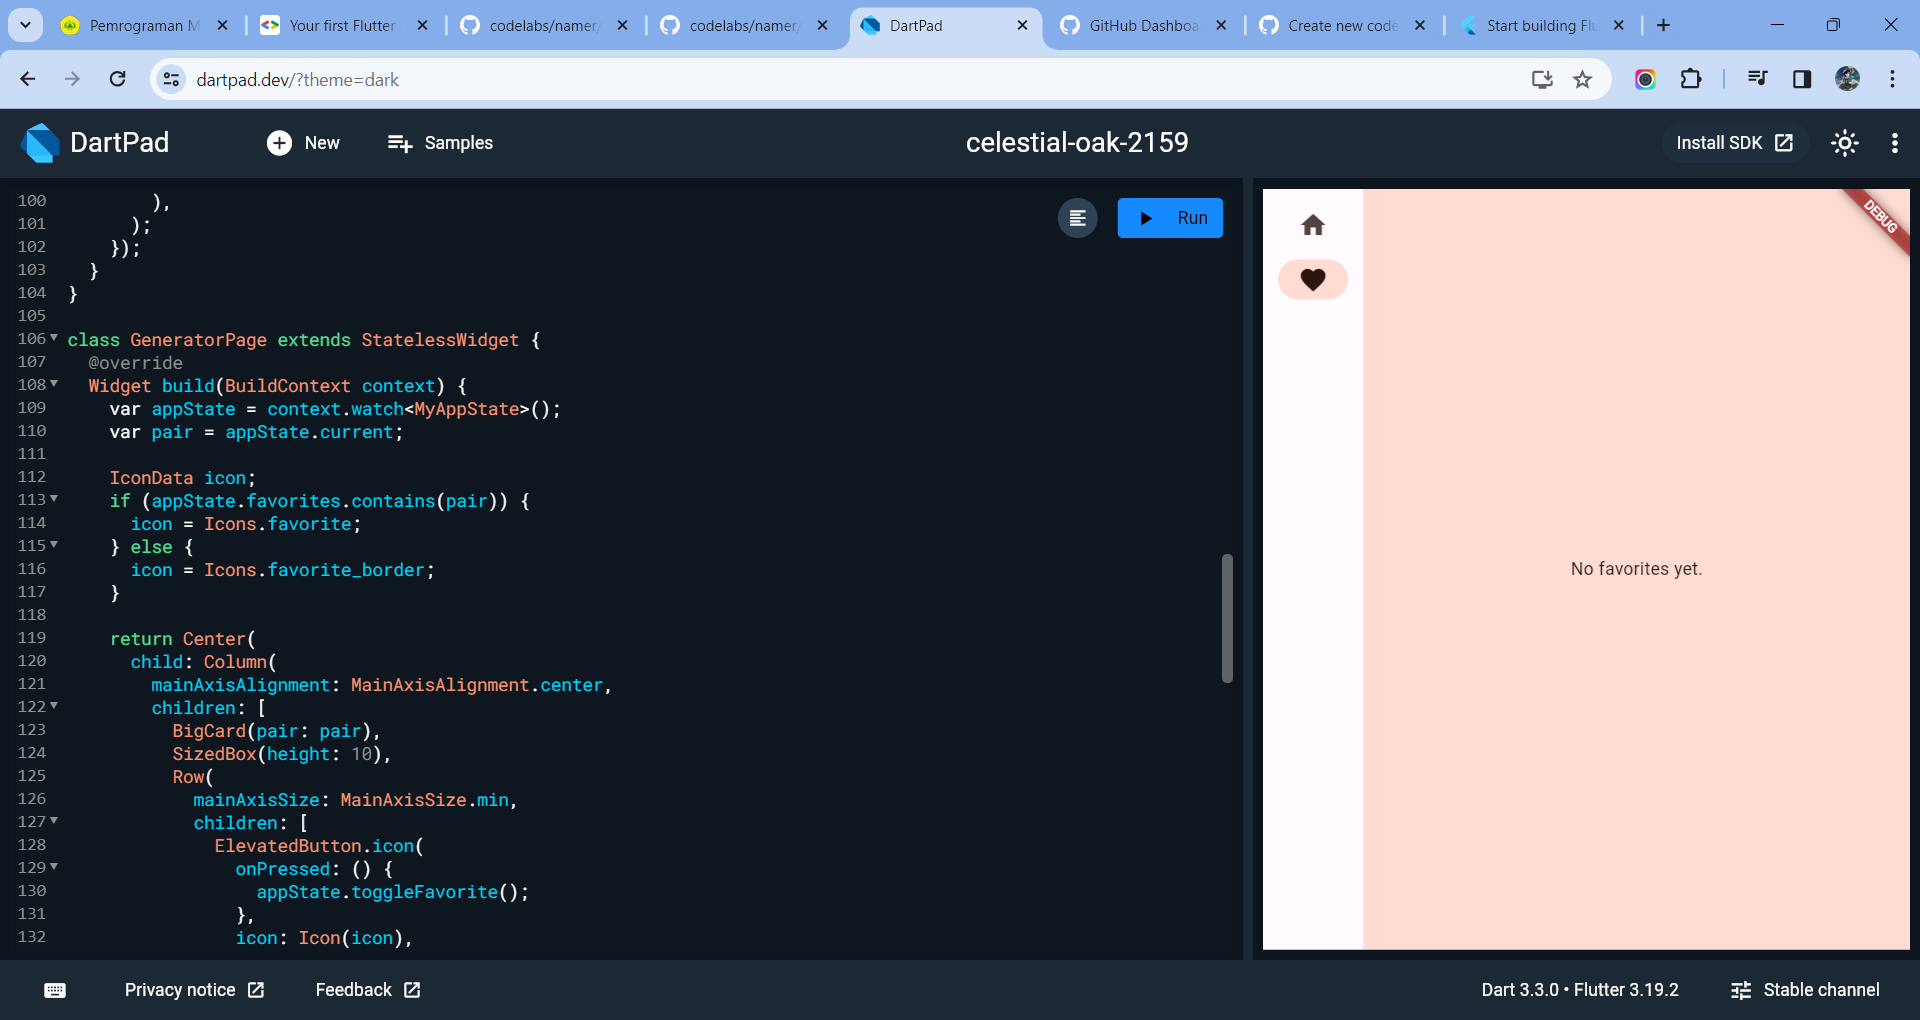 Pemrograman M
Your first Flutter
codelabs/namer/
codelabs/namer/
DartPad
GitHub Dashboa
Create new code
Start building Flu
dartpad.dev/?theme=dark
DartPad
New
Samples
celestial-oak-2159
Install SDK
Run
100 ),
101 );
102 });
103 }
104 }
105
106 class GeneratorPage extends StatelessWidget {
107 @override
108 Widget build(BuildContext context) {
109 var appState = context.watch<MyAppState>();
110 var pair = appState.current;
111
112 IconData icon;
113 if (appState.favorites.contains(pair)) {
114 icon = Icons.favorite;
115 } else {
116 icon = Icons.favorite_border;
117 }
118
119 return Center(
120 child: Column(
121 mainAxisAlignment: MainAxisAlignment.center,
122 children: [
123 BigCard(pair: pair),
124 SizedBox(height: 10),
125 Row(
126 mainAxisSize: MainAxisSize.min,
127 children: [
128 ElevatedButton.icon(
129 onPressed: () {
130 appState.toggleFavorite();
131 },
132 icon: Icon(icon),
DEBUG
No favorites yet.
Privacy notice
Feedback
Dart 3.3.0 • Flutter 3.19.2
Stable channel